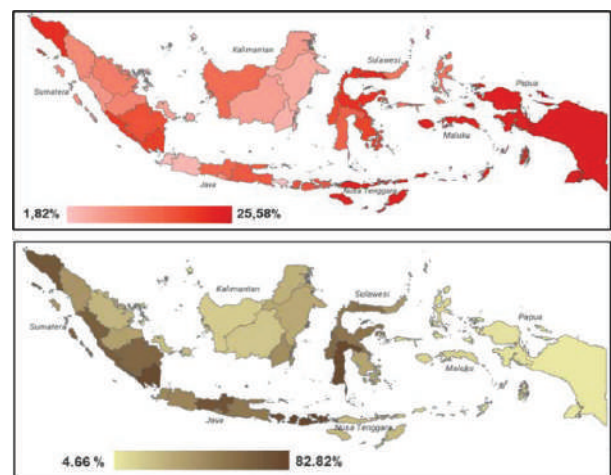 Kalimantan
Sulawesi
Sumatera
Papua
Maluku
Java
Nusa Tenggara
1,82%
25,58%
Kalimantan
Sulawesi
Sumatera
Papua
Maluku
Java
Nusa Tenggara
4.66 %
82.82%